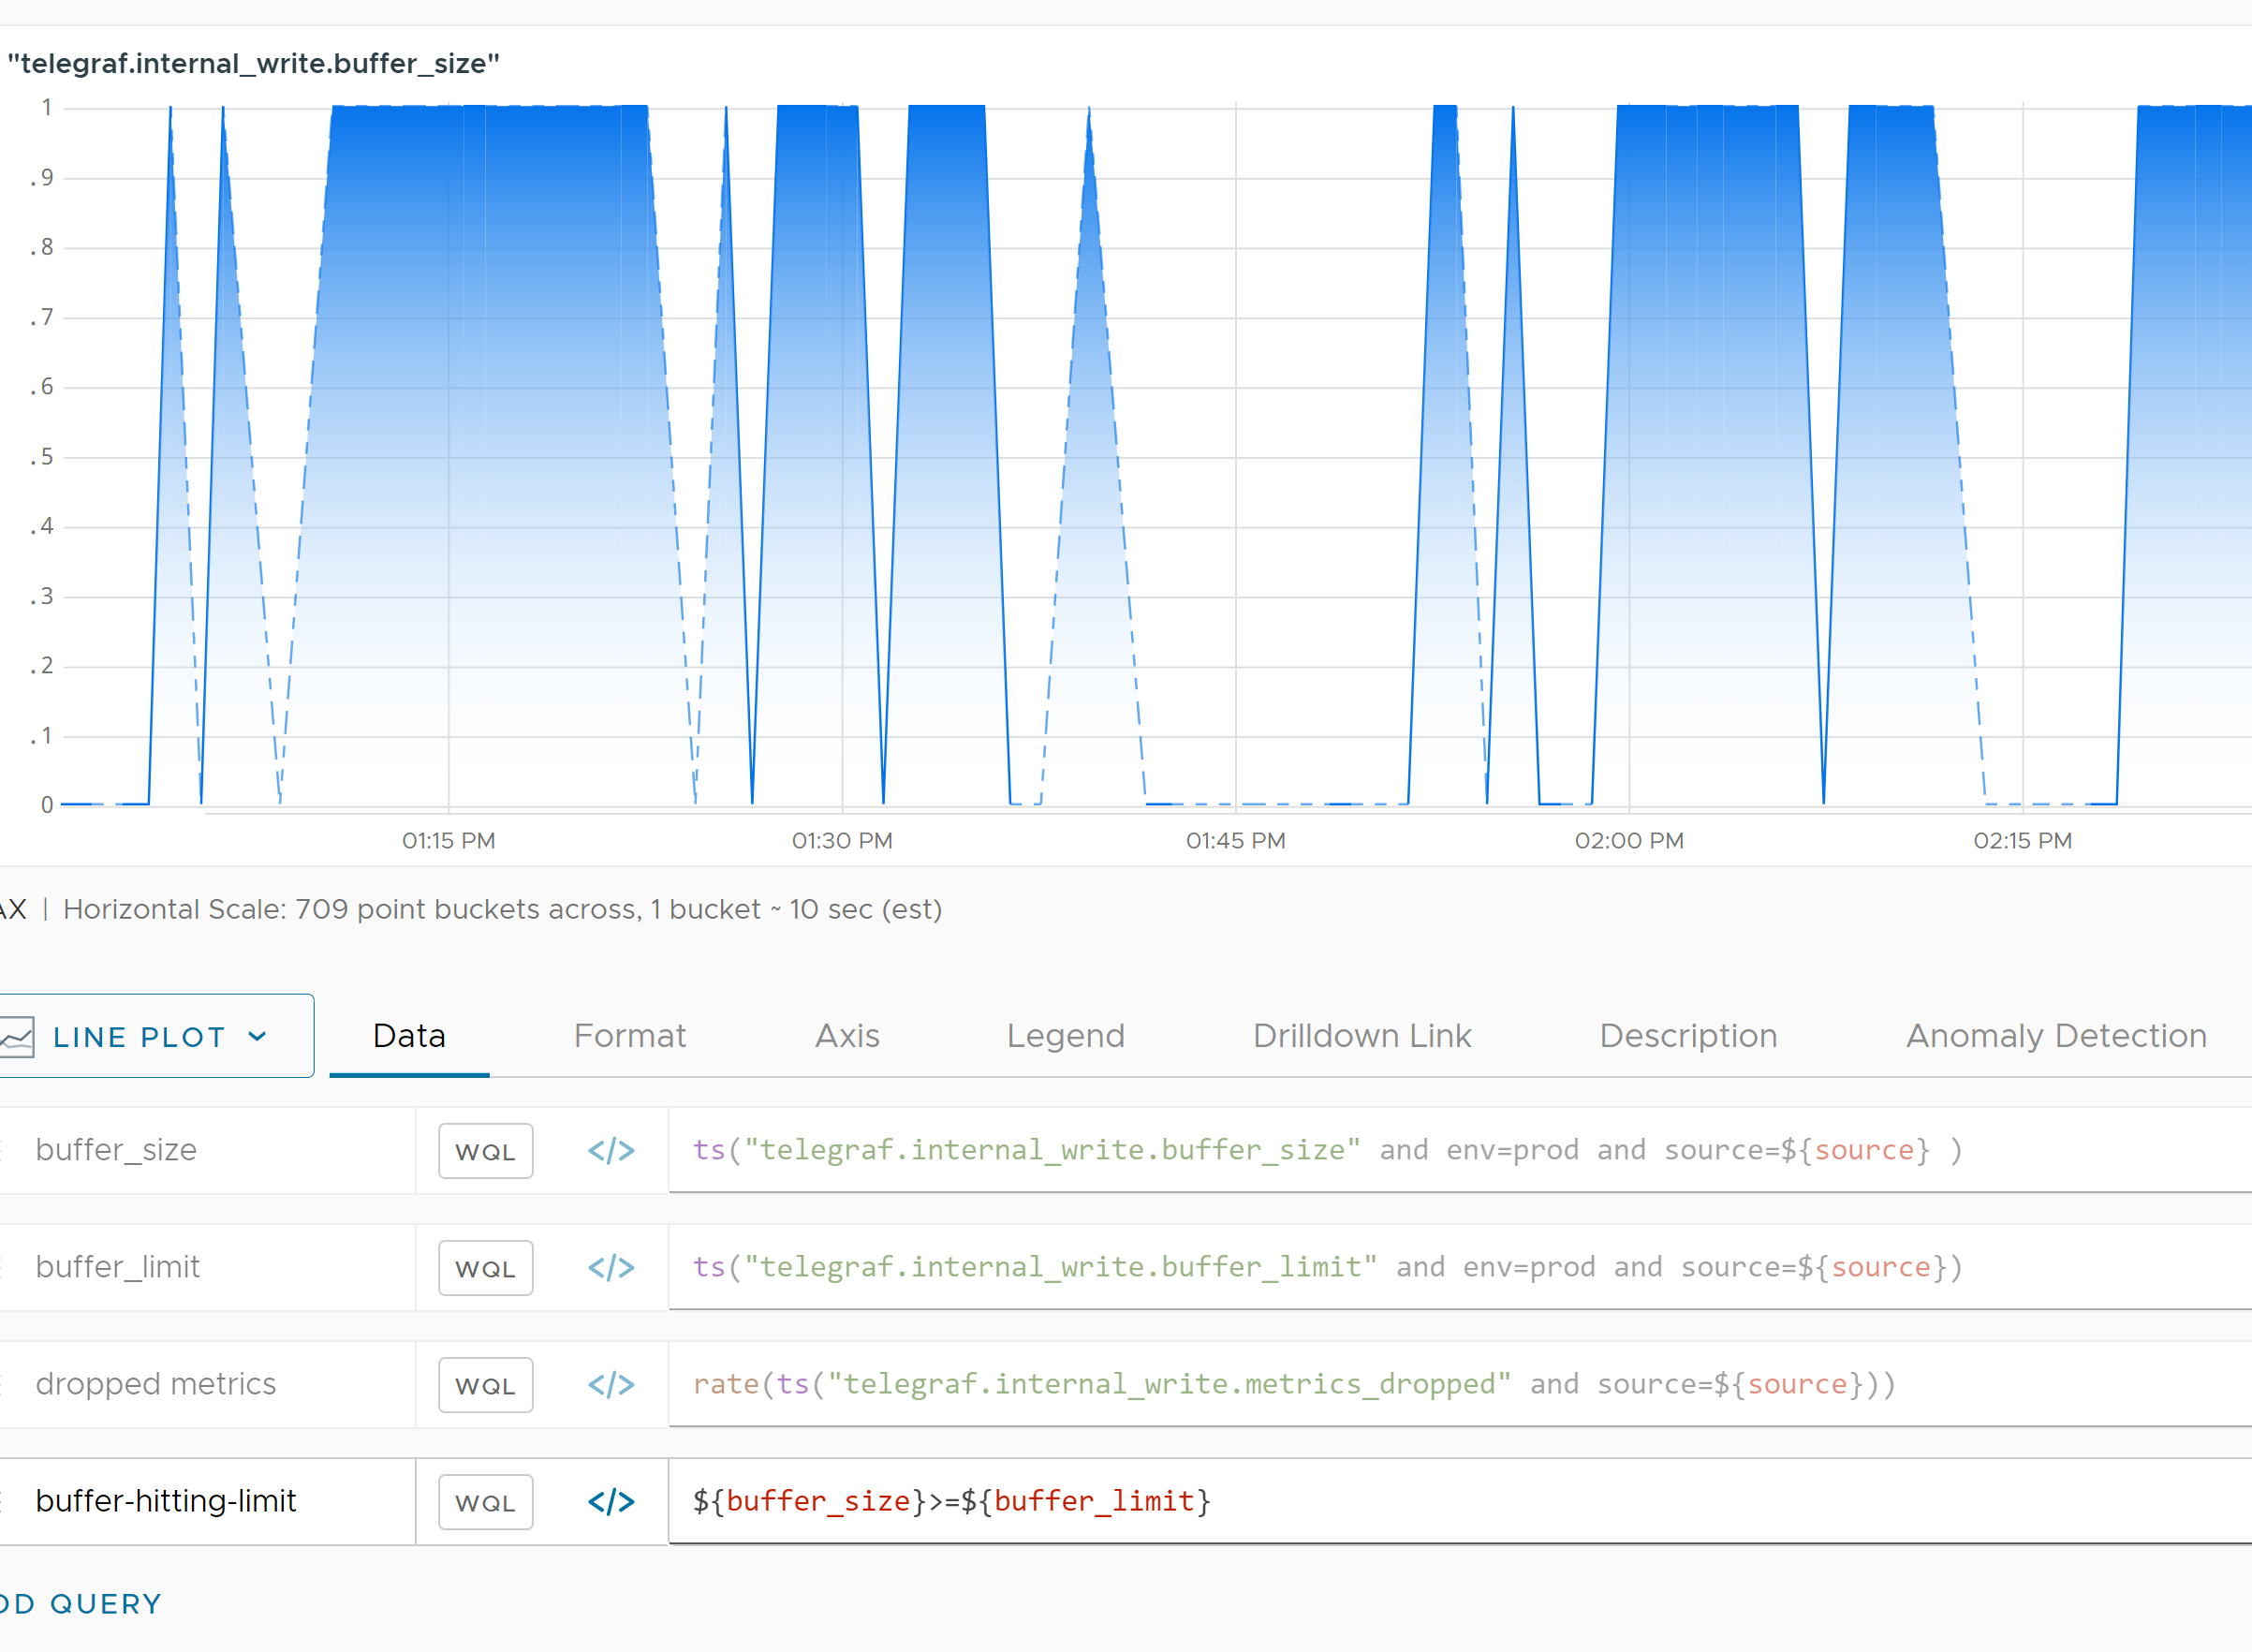 "telegraf.internal_write.buffer_size"
1
.9
.8
.7
.6
.5
.4
.3
.2
.1
0
01:15 PM 01:30 PM 01:45 PM 02:00 PM 02:15 PM
AX | Horizontal Scale: 709 point buckets across, 1 bucket ~ 10 sec (est)
LINE PLOT Data Format Axis Legend Drilldown Link Description Anomaly Detection
buffer_size WQL </> ts("telegraf.internal_write.buffer_size" and env=prod and source=${source} )
buffer_limit WQL </> ts("telegraf.internal_write.buffer_limit" and env=prod and source=${source})
dropped metrics WQL </> rate(ts("telegraf.internal_write.metrics_dropped" and source=${source}))
buffer-hitting-limit WQL </> ${buffer_size}>=${buffer_limit}
DD QUERY